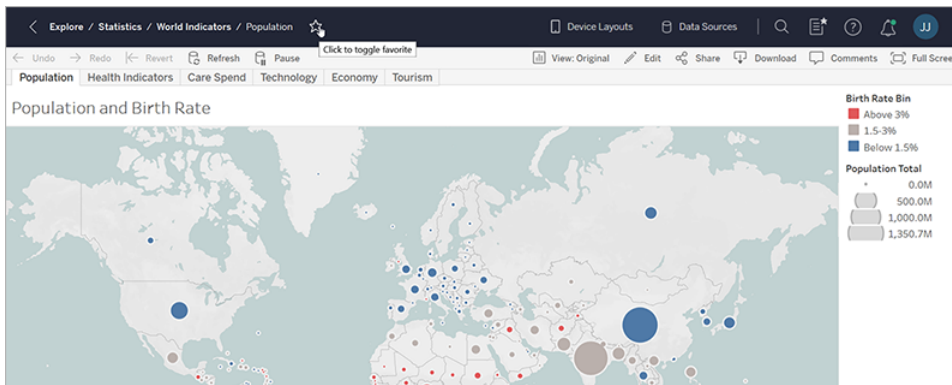 Explore / Statistics / World Indicators / Population
Device Layouts
Data Sources
JJ
Click to toggle favorite
Undo
Redo
Revert
Refresh
Pause
View: Original
Edit
Share
Download
Comments
Full Scree
Population
Health Indicators
Care Spend
Technology
Economy
Tourism
Population and Birth Rate
Birth Rate Bin
Above 3%
1.5-3%
Below 1.5%
Population Total
0.0M
500.0M
1,000.0M
1,350.7M